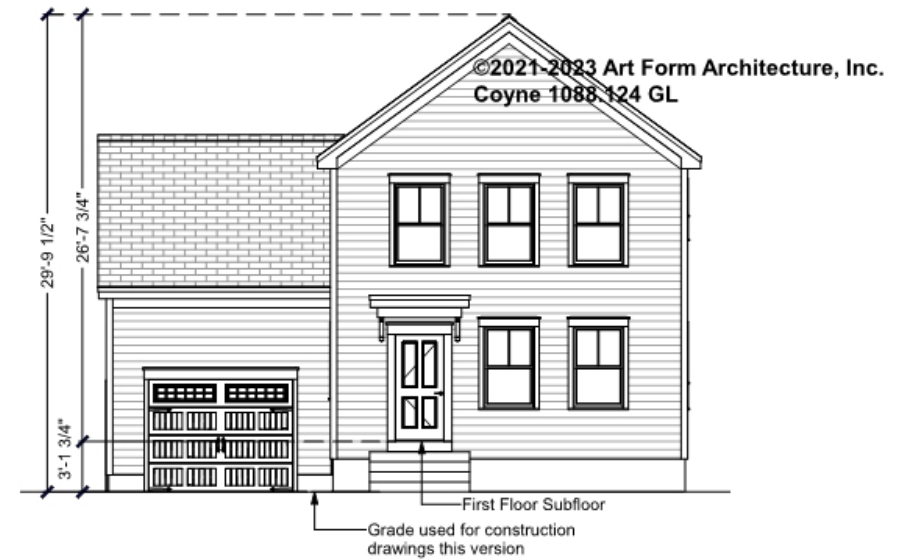 ©2021-2023 Art Form Architecture, Inc.
Coyne 1088.124 GL
29'-9 1/2"
26'-7 3/4"
3'-1 3/4"
First Floor Subfloor
Grade used for construction
drawings this version